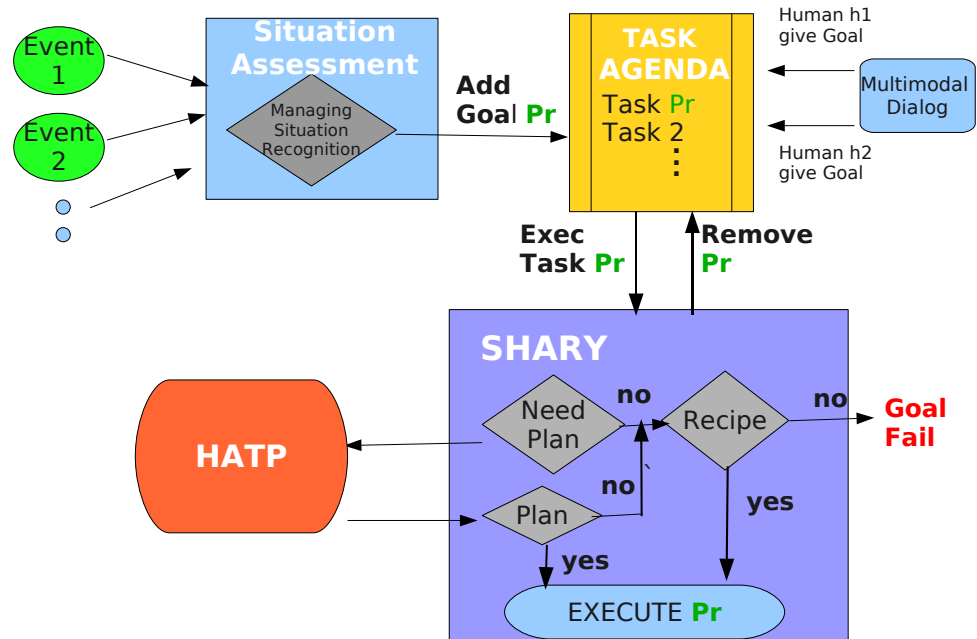 Event
1
Event
2
Situation
Assessment
Managing
Situation
Recognition
Add
Goal Pr
TASK
AGENDA
Task Pr
Task 2
Human h1
give Goal
Multimodal
Dialog
Human h2
give Goal
Exec
Task Pr
Remove
Pr
SHARY
Need
Plan
no
Recipe
no
Goal
Fail
HATP
Plan
no `
yes
yes
EXECUTE Pr